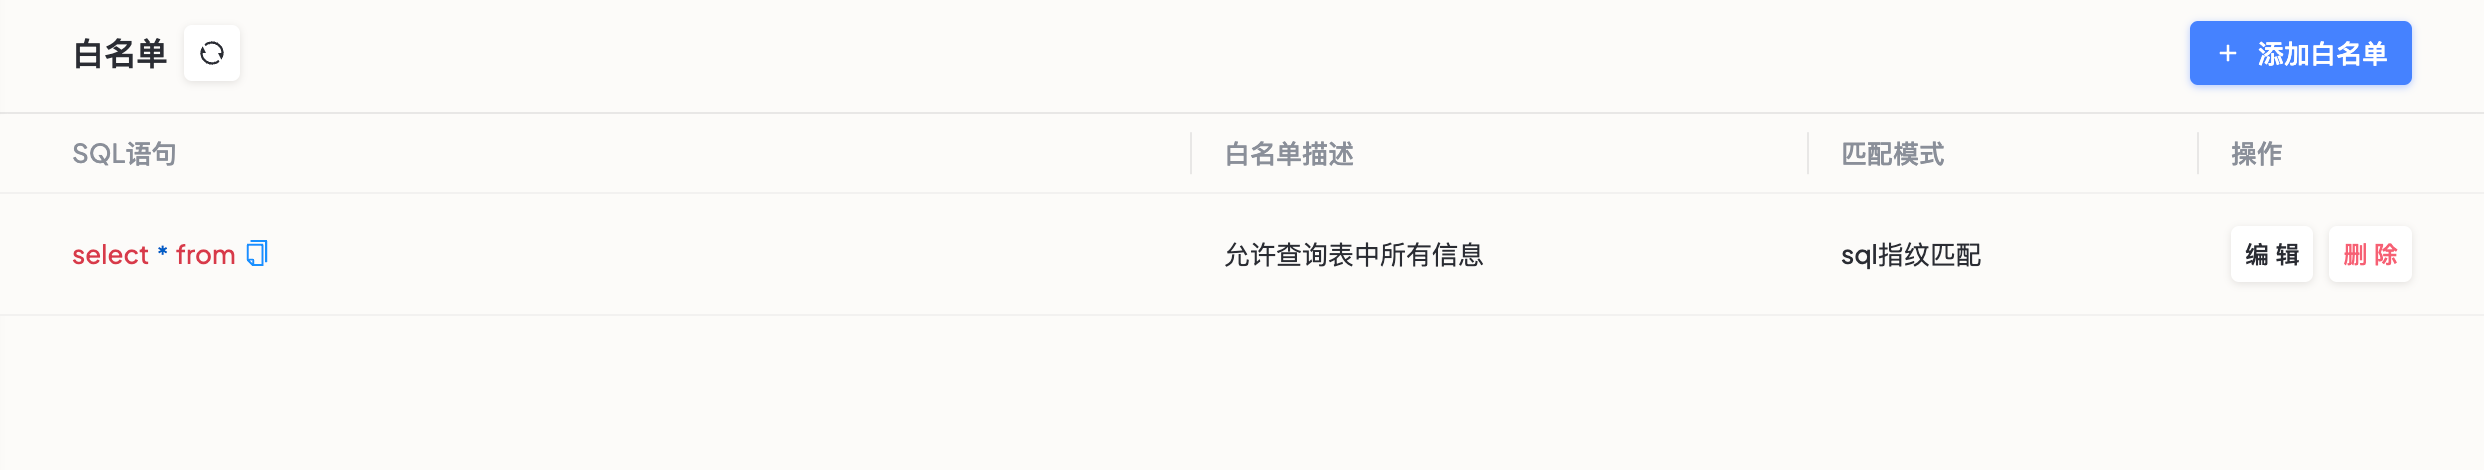 白名单
+ 添加白名单
SQL语句 白名单描述 匹配模式 操作
select * from 允许查询表中所有信息 sql指纹匹配 编辑 删除